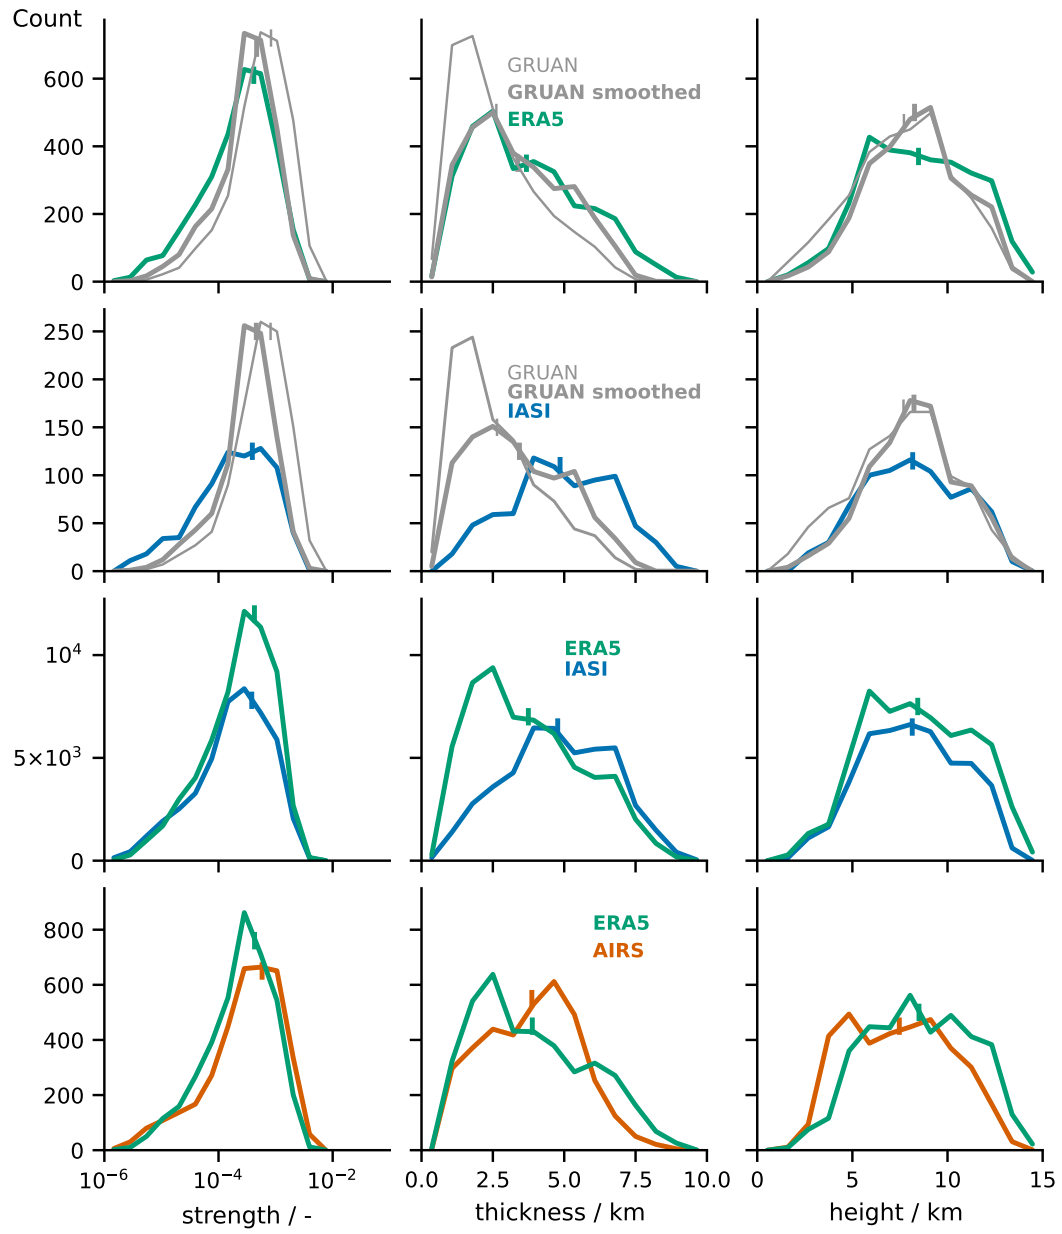 Count
600
400
200
0
GRUAN
GRUAN smoothed
ERA5
250
200
150
100
50
0
GRUAN
GRUAN smoothed
IASI
10⁴
5×10³
0
ERA5
IASI
800
600
400
200
0
ERA5
AIRS
10⁻⁶ 10⁻⁴ 10⁻²
0.0 2.5 5.0 7.5 10.0
0 5 10 15
strength / -
thickness / km
height / km